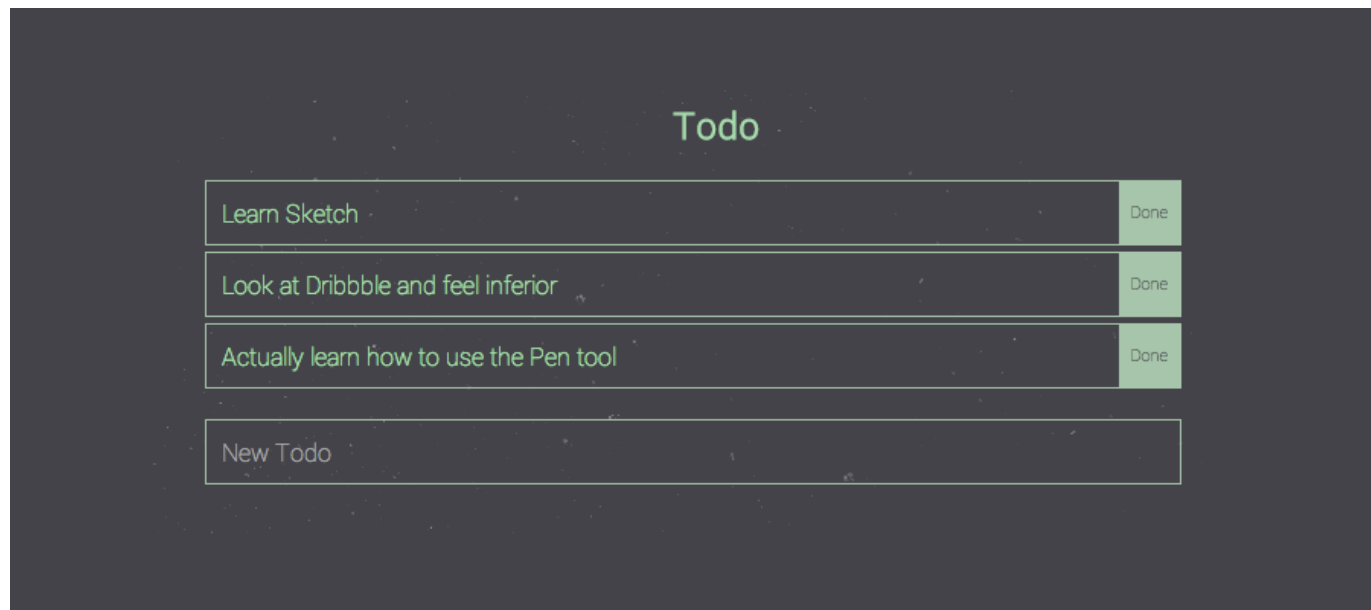 Todo
Learn Sketch
Done
Look at Dribbble and feel inferior
Done
Actually learn how to use the Pen tool
Done
New Todo